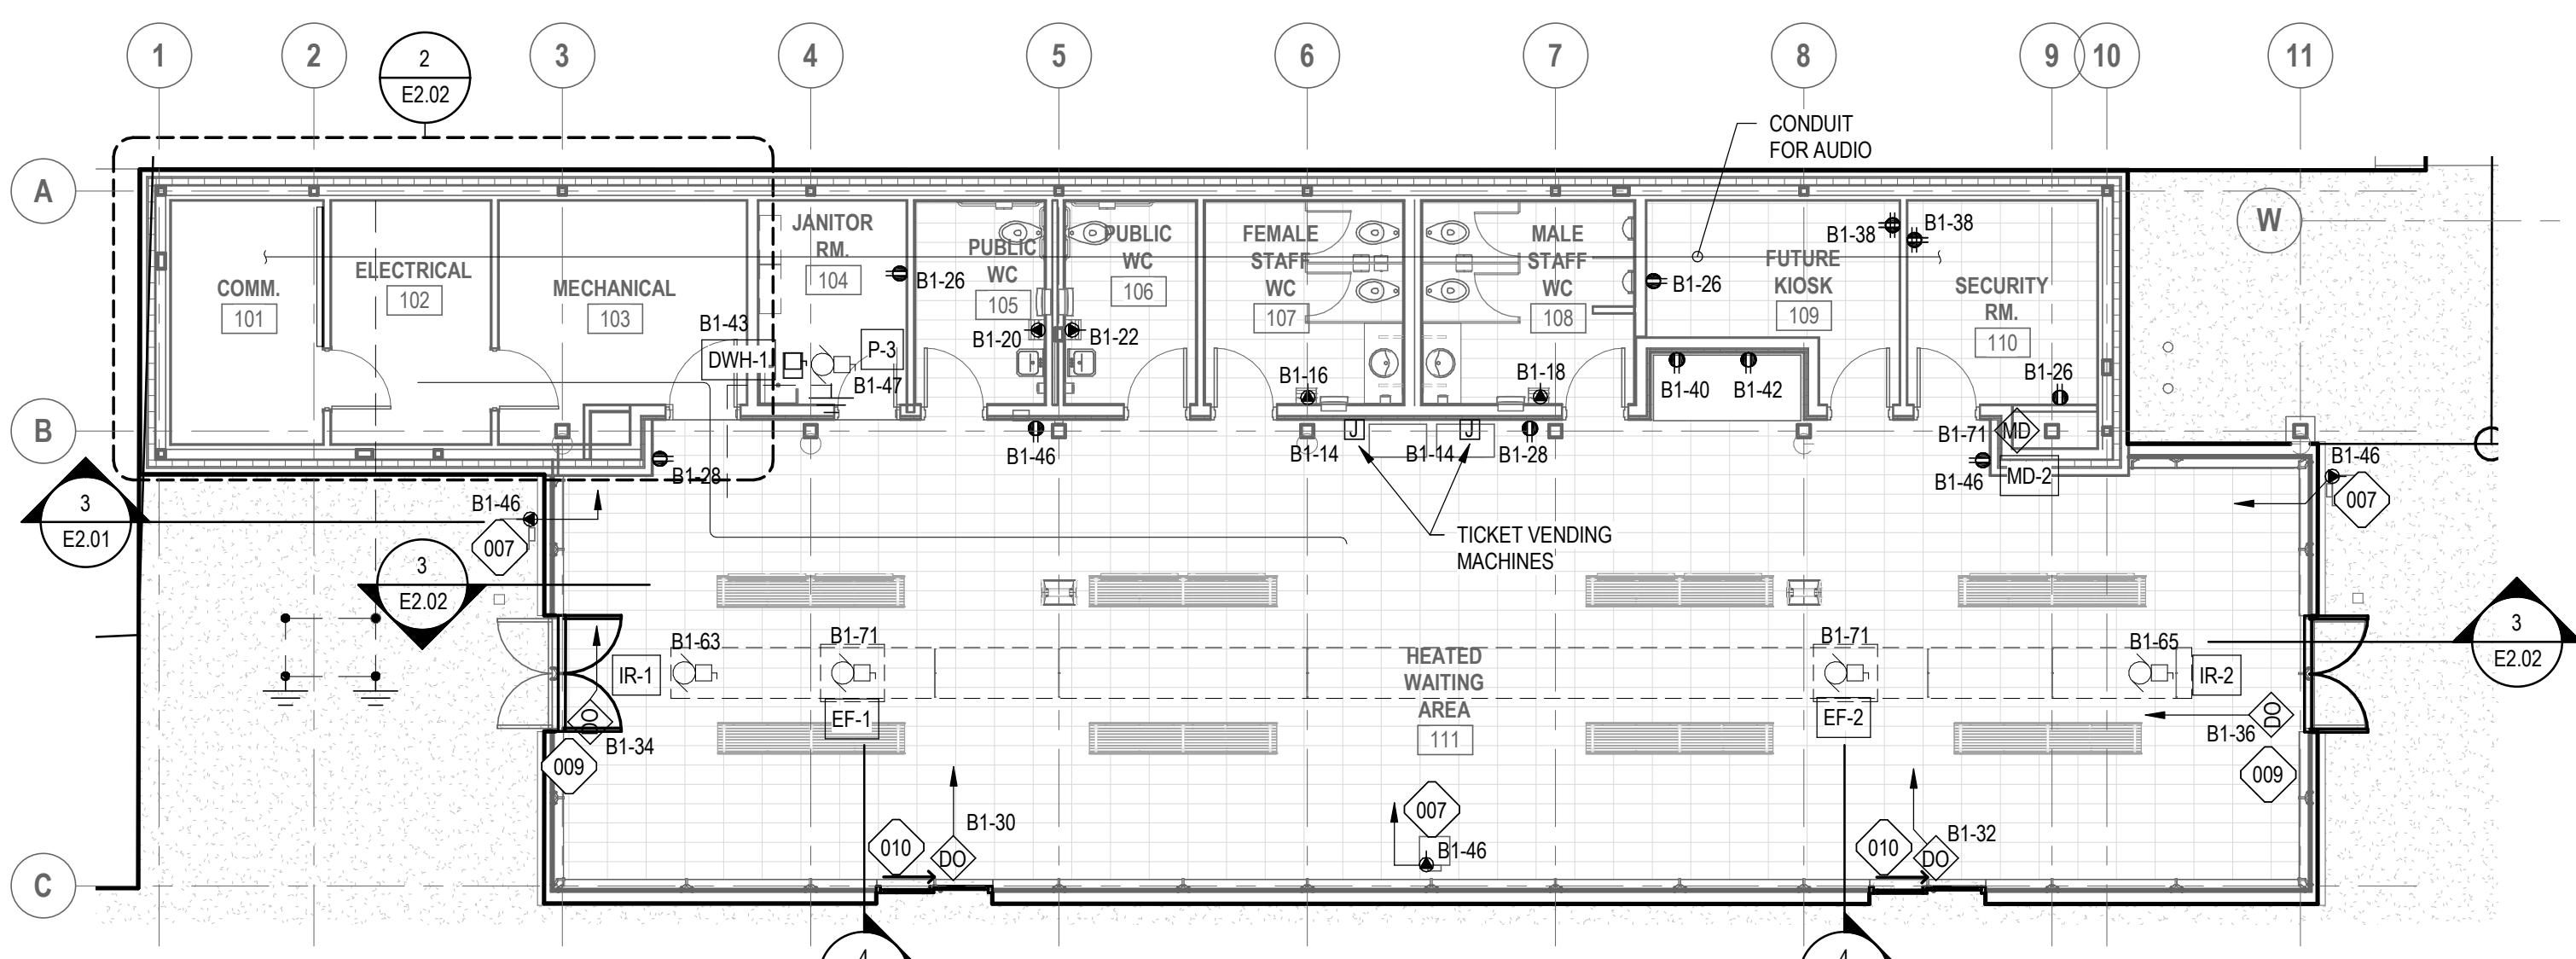 1
2
3
4
5
6
7
8
9
10
11
2
E2.02
CONDUIT
FOR AUDIO
A
W
JANITOR
RM.
104
PUBLIC
WC
105
PUBLIC
WC
106
FEMALE
STAFF
WC
107
MALE
STAFF
WC
108
B1-38
B1-38
FUTURE
KIOSK
109
COMM.
101
ELECTRICAL
102
MECHANICAL
103
B1-26
B1-26
SECURITY
RM.
110
B1-43
DWH-1
P-3
B1-47
B1-20
B1-22
B1-16
B1-18
B1-40
B1-42
B1-26
B
B1-28
B1-46
J
B1-14
J
B1-14
B1-28
B1-71
MD
B1-46
MD-2
B1-46
007
3
E2.01
B1-46
007
TICKET VENDING
MACHINES
3
E2.02
3
E2.02
B1-63
IR-1
B1-71
EF-1
HEATED
WAITING
AREA
111
B1-71
EF-2
B1-65
IR-2
DO
B1-34
009
DO
B1-36
009
010
B1-30
DO
007
B1-46
010
B1-32
DO
C
4
4